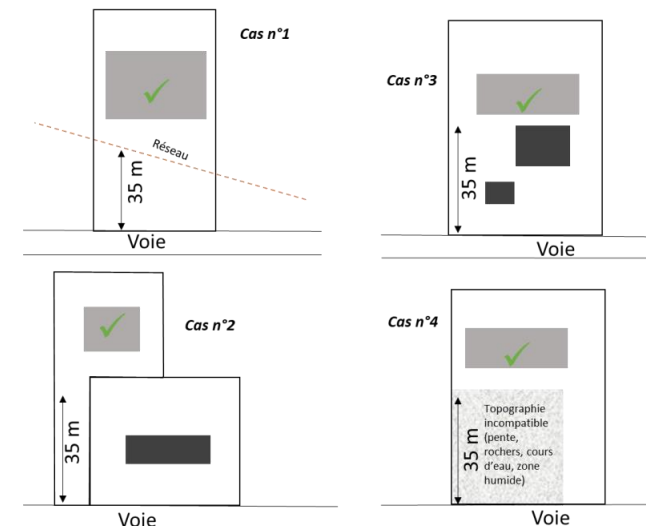 Cas n°1
Réseau
35 m
Voie
Cas n°3
35 m
Voie
Cas n°2
35 m
Voie
Cas n°4
Topographie
incompatible
(pente,
rochers, cours
d'eau, zone
humide)
35 m
Voie